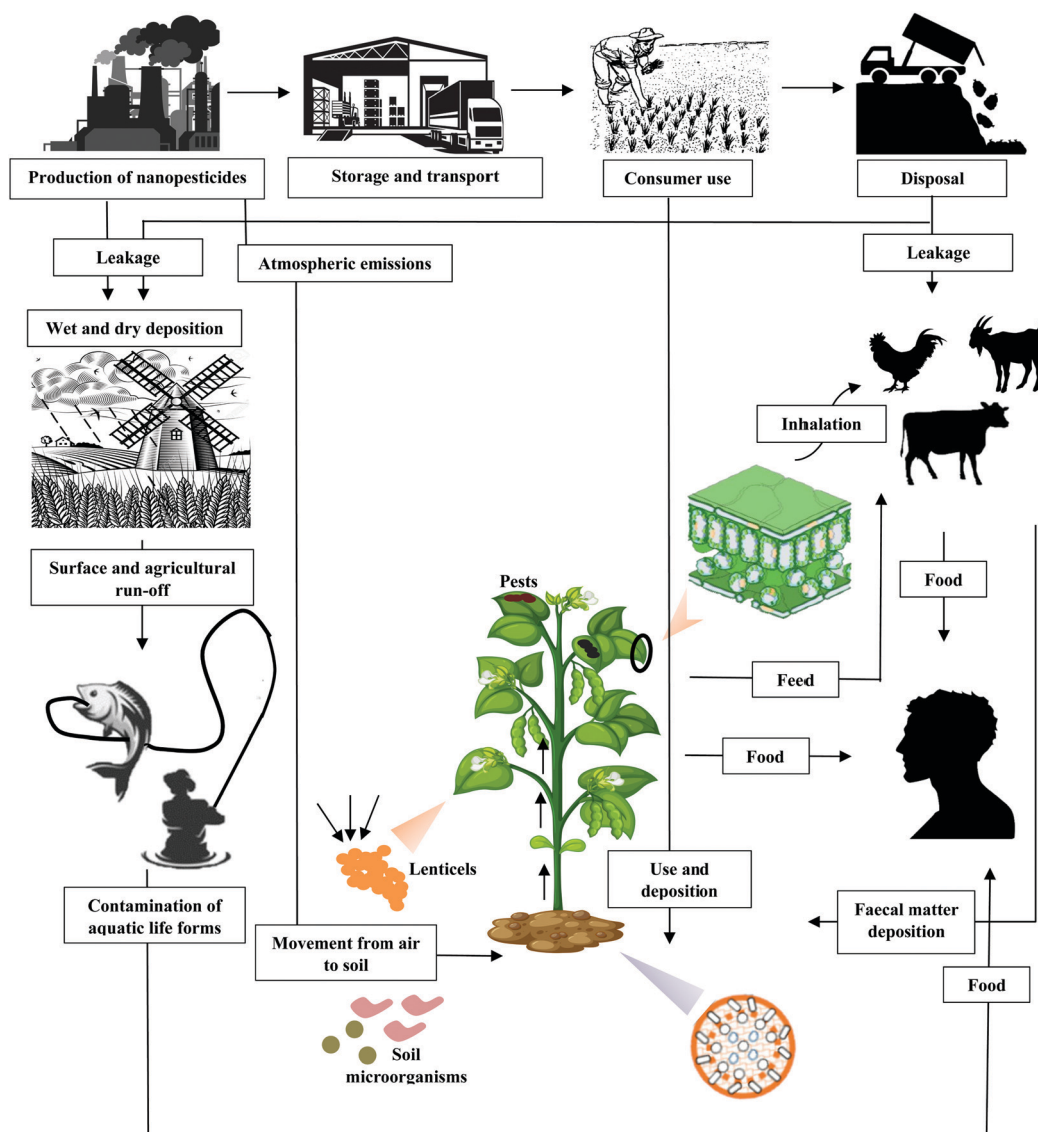 Production of nanopesticides
Storage and transport
Consumer use
Disposal
Leakage
Atmospheric emissions
Leakage
Wet and dry deposition
Inhalation
Surface and agricultural
run-off
Pests
Food
Feed
Food
Lenticels
Use and
deposition
Contamination of
aquatic life forms
Faecal matter
deposition
Movement from air
to soil
Food
Soil
microorganisms